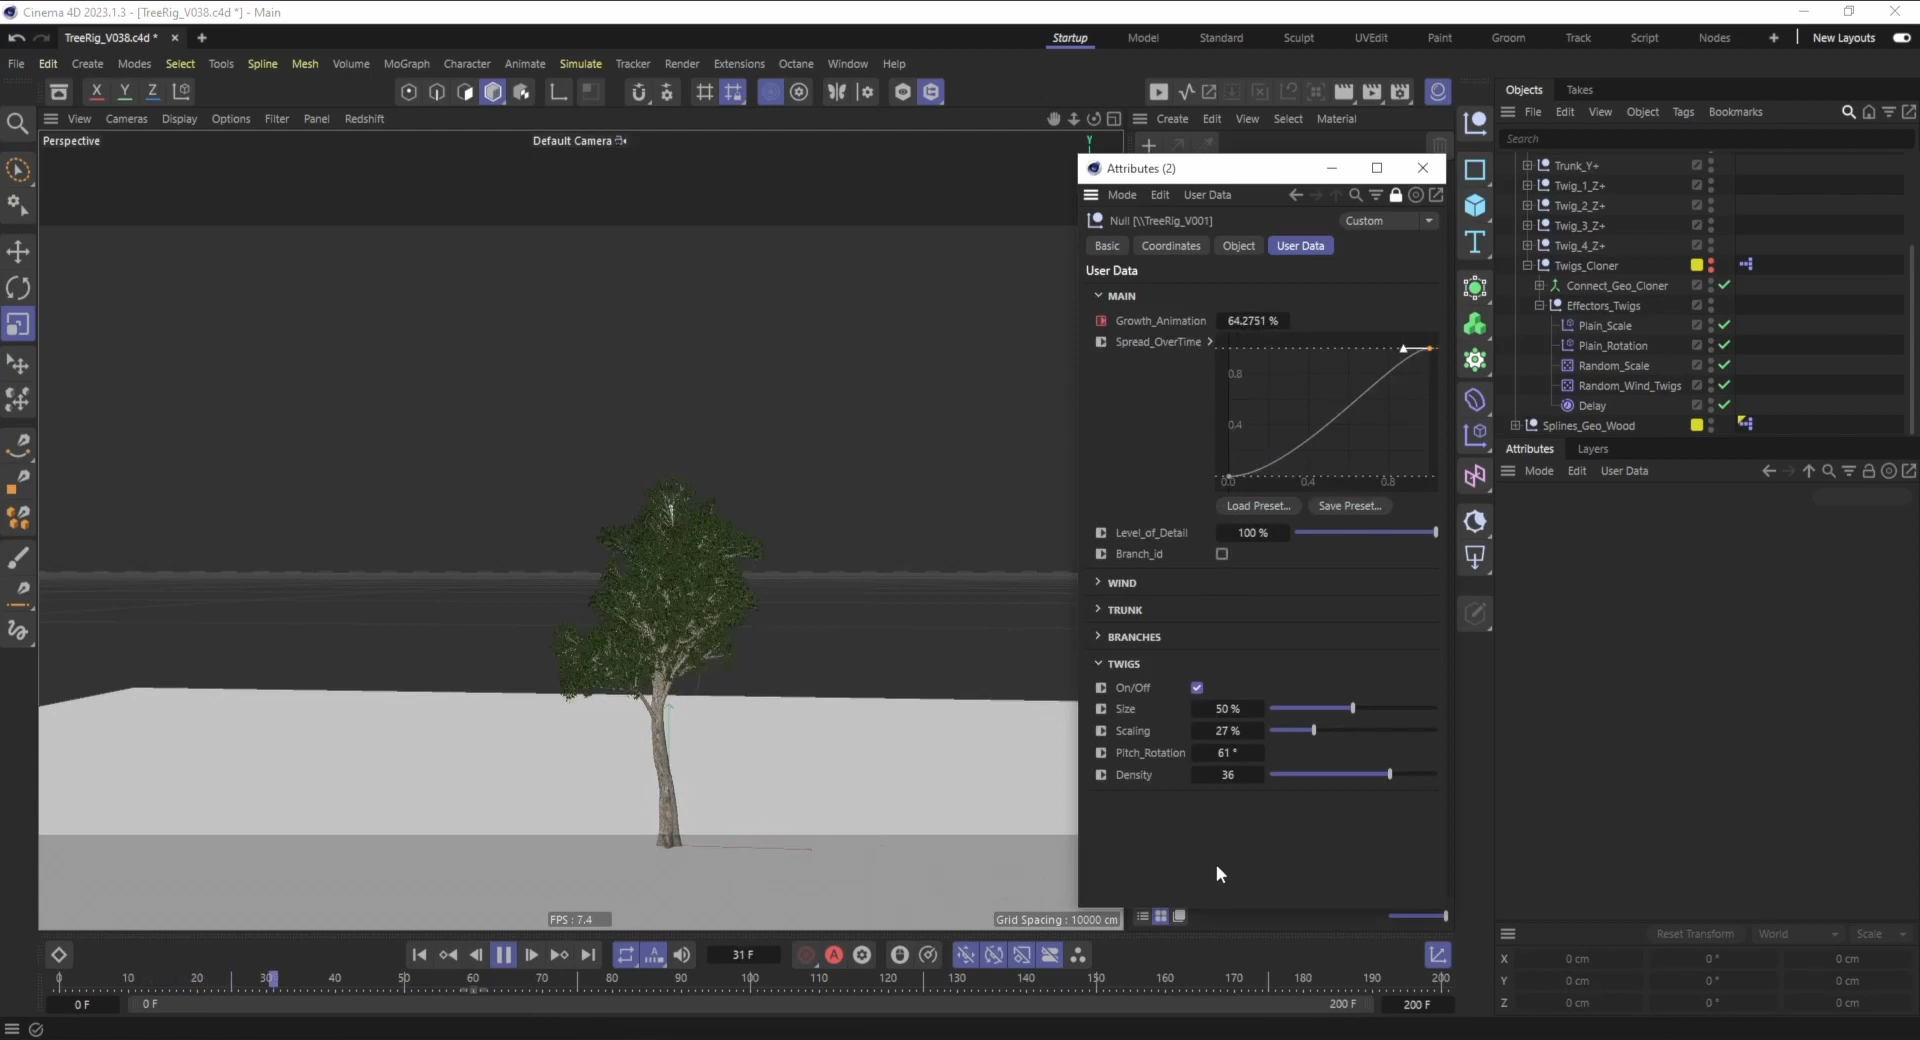 Cinema 4D 2023.1.3 - [TreeRig_V038.c4d *] - Main
TreeRig_V038.c4d *
Startup Model Standard Sculpt UVEdit Paint Groom Track Script Nodes New Layouts
File Edit Create Modes Select Tools Spline Mesh Volume MoGraph Character Animate Simulate Tracker Render Extensions Octane Window Help
Objects Takes
X Y Z
View Cameras Display Options Filter Panel Redshift
Create Edit View Select Material
File Edit View Object Tags Bookmarks
Perspective
Default Camera
Y
Search
Attributes (2)
Mode Edit User Data
Null [\\TreeRig_V001]
Custom
Basic Coordinates Object User Data
User Data
MAIN
Growth_Animation 64.2751 %
Spread_OverTime
0.8
0.4
0.0 0.4 0.8
Load Preset... Save Preset...
Level_of_Detail 100 %
Branch_id
WIND
TRUNK
BRANCHES
TWIGS
On/Off
Size 50 %
Scaling 27 %
Pitch_Rotation 61 °
Density 36
Trunk_Y+
Twig_1_Z+
Twig_2_Z+
Twig_3_Z+
Twig_4_Z+
Twigs_Cloner
Connect_Geo_Cloner
Effectors_Twigs
Plain_Scale
Plain_Rotation
Random_Scale
Random_Wind_Twigs
Delay
Splines_Geo_Wood
Attributes Layers
Mode Edit User Data
FPS : 7.4
Grid Spacing : 10000 cm
Reset Transform World Scale
X 0 cm 0 ° 0 cm
Y 0 cm 0 ° 0 cm
Z 0 cm 0 ° 0 cm
31 F
0 10 20 30 40 50 60 70 80 90 100 110 120 130 140 150 160 170 180 190 200
0 F 0 F 200 F 200 F